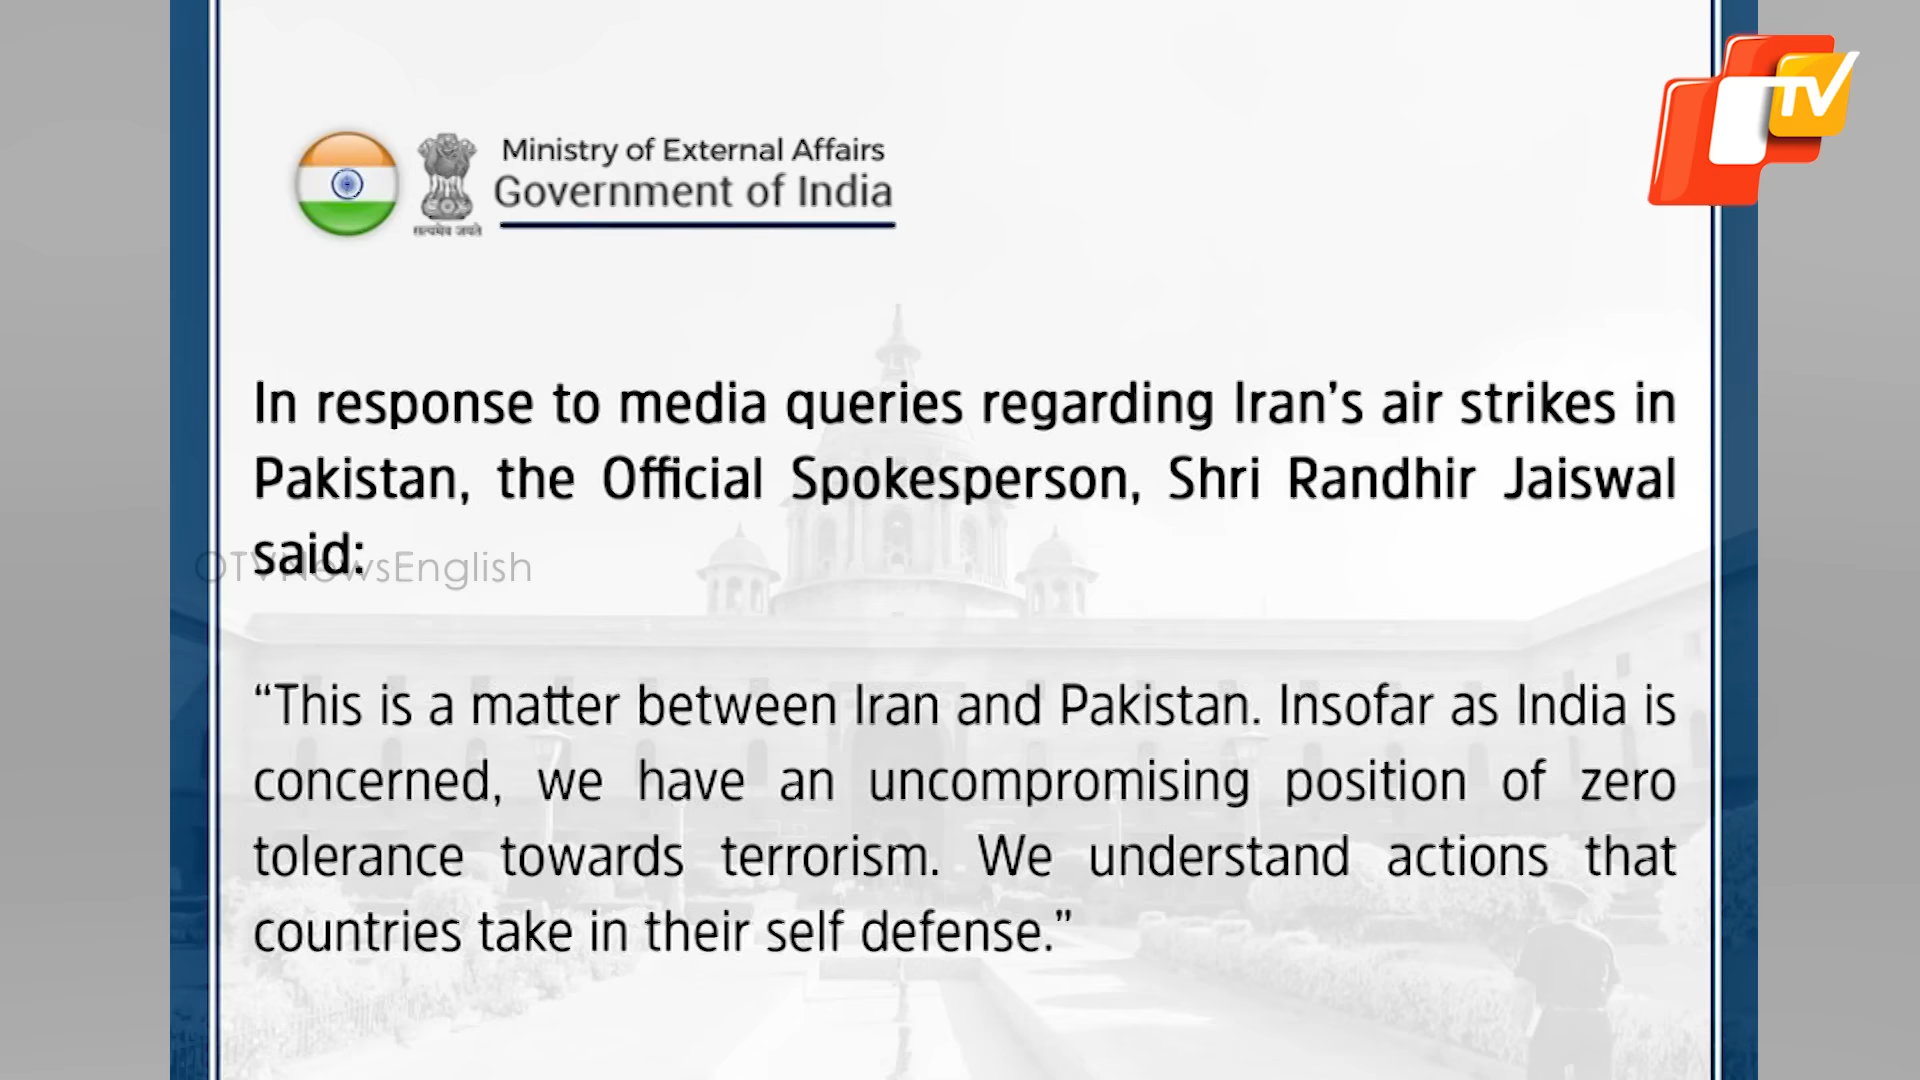 TV
Ministry of External Affairs
Government of India
सत्यमेव जयते
In response to media queries regarding Iran’s air strikes in
Pakistan, the Official Spokesperson, Shri Randhir Jaiswal
said:
OTVNewsEnglish
“This is a matter between Iran and Pakistan. Insofar as India is
concerned, we have an uncompromising position of zero
tolerance towards terrorism. We understand actions that
countries take in their self defense.”